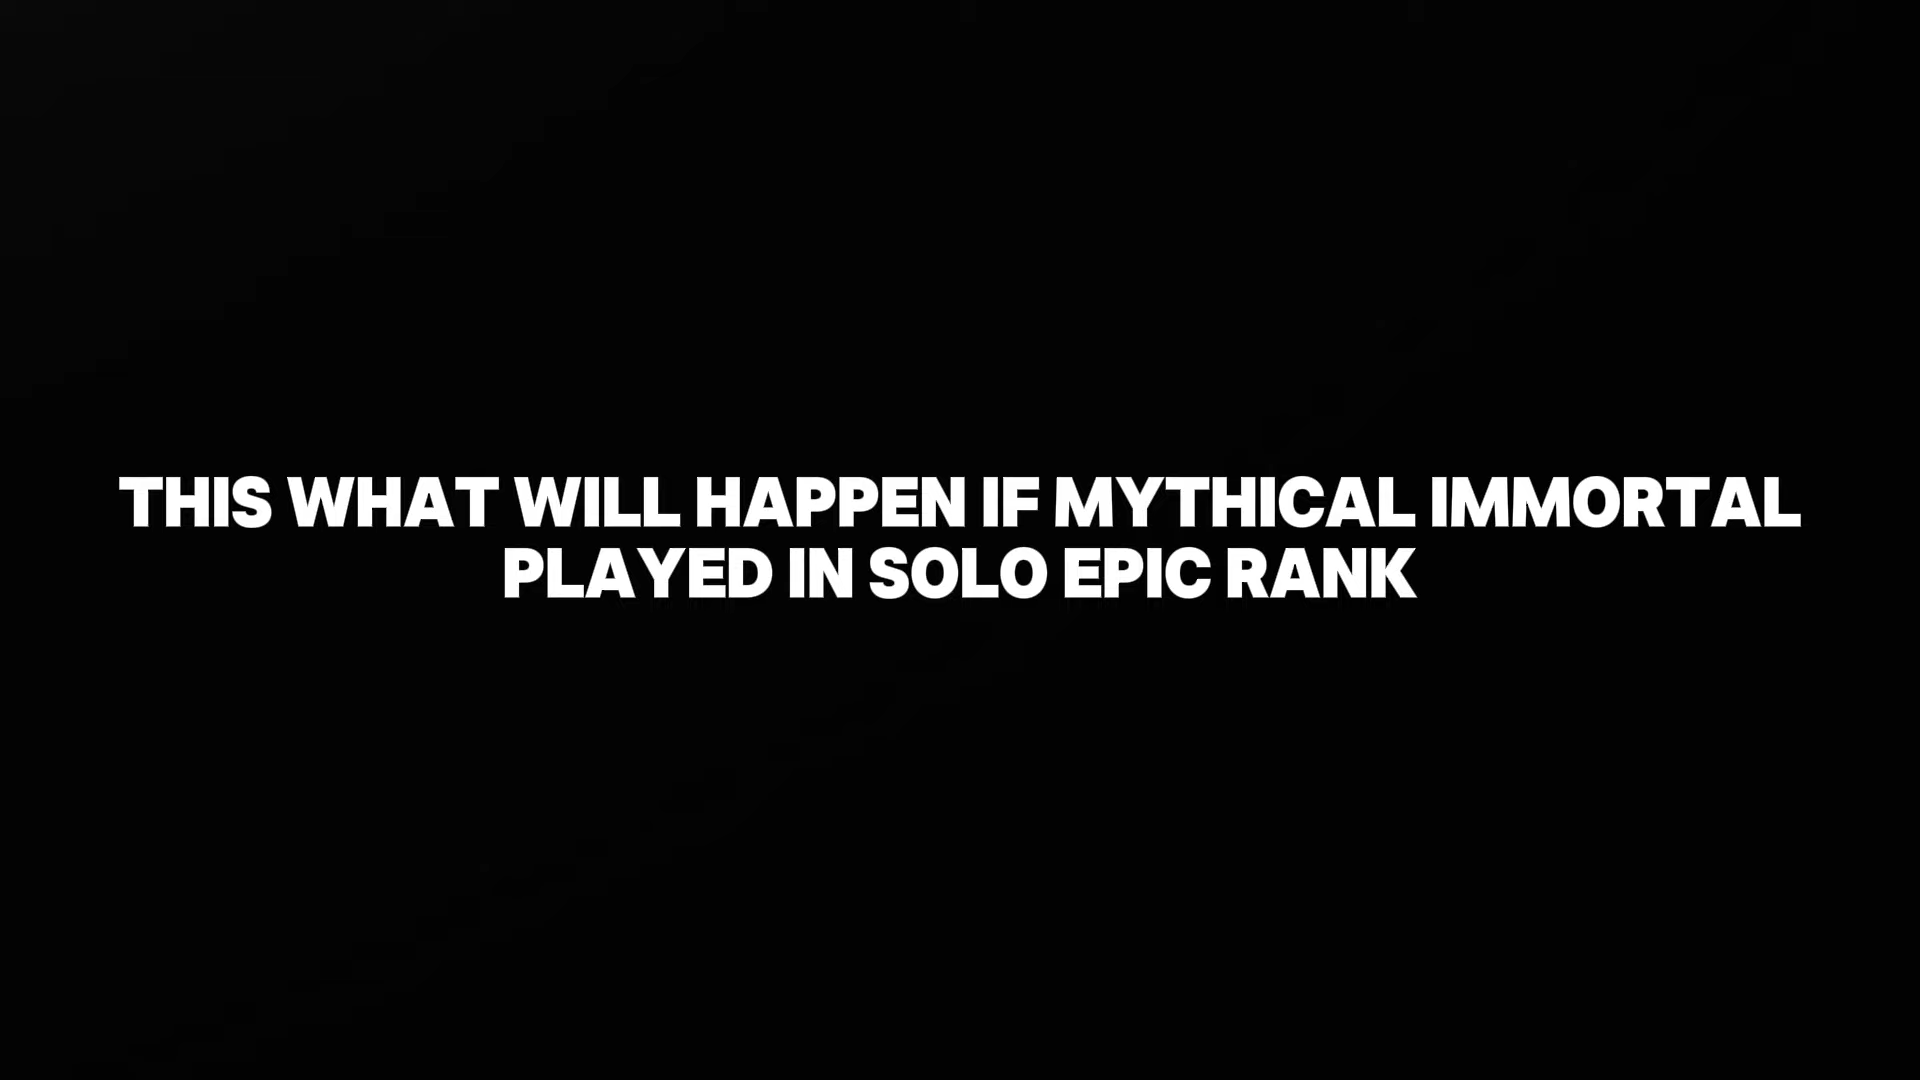 THIS WHAT WILL HAPPEN IF MYTHICAL IMMORTAL
PLAYED IN SOLO EPIC RANK